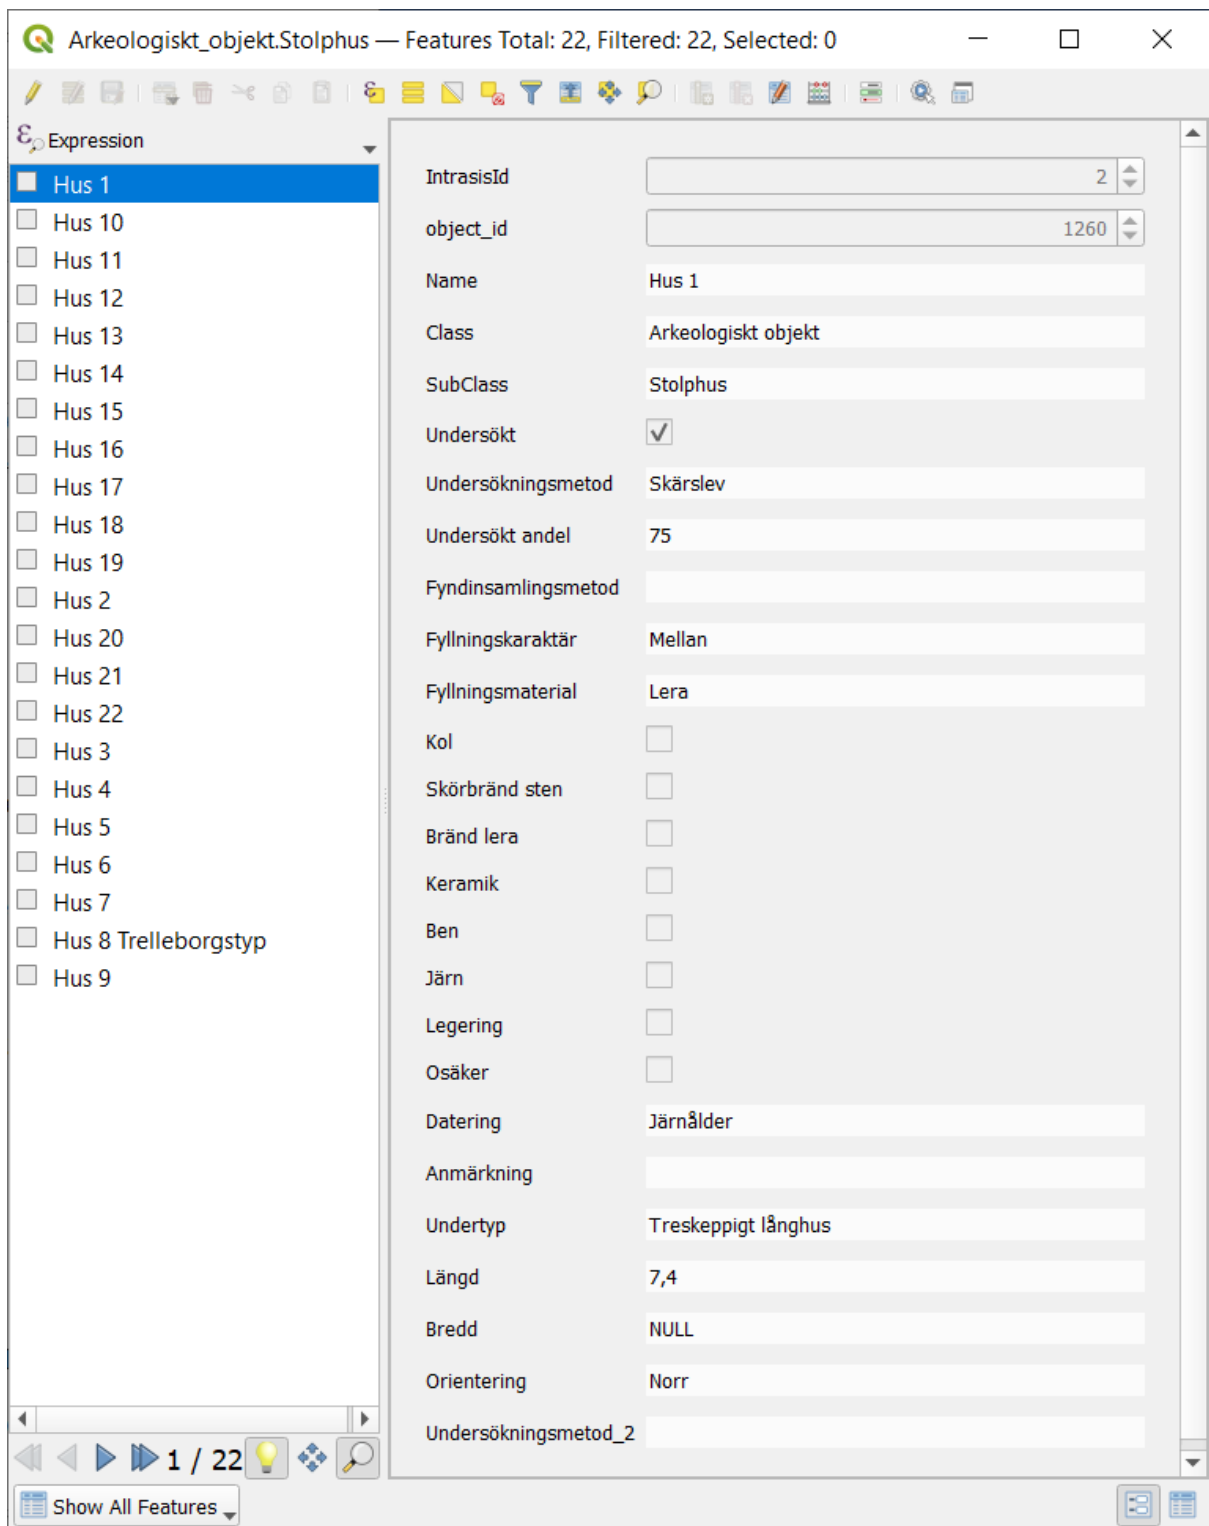 Arkeologiskt_objekt.Stolphus — Features Total: 22, Filtered: 22, Selected: 0
Expression
Hus 1
Hus 10
Hus 11
Hus 12
Hus 13
Hus 14
Hus 15
Hus 16
Hus 17
Hus 18
Hus 19
Hus 2
Hus 20
Hus 21
Hus 22
Hus 3
Hus 4
Hus 5
Hus 6
Hus 7
Hus 8 Trelleborgstyp
Hus 9
1 / 22
Show All Features
IntrasisId 2
object_id 1260
Name Hus 1
Class Arkeologiskt objekt
SubClass Stolphus
Undersökt
Undersökningsmetod Skärslev
Undersökt andel 75
Fyndinsamlingsmetod
Fyllningskaraktär Mellan
Fyllningsmaterial Lera
Kol
Skörbränd sten
Bränd lera
Keramik
Ben
Järn
Legering
Osäker
Datering Järnålder
Anmärkning
Undertyp Treskeppigt långhus
Längd 7,4
Bredd NULL
Orientering Norr
Undersökningsmetod_2